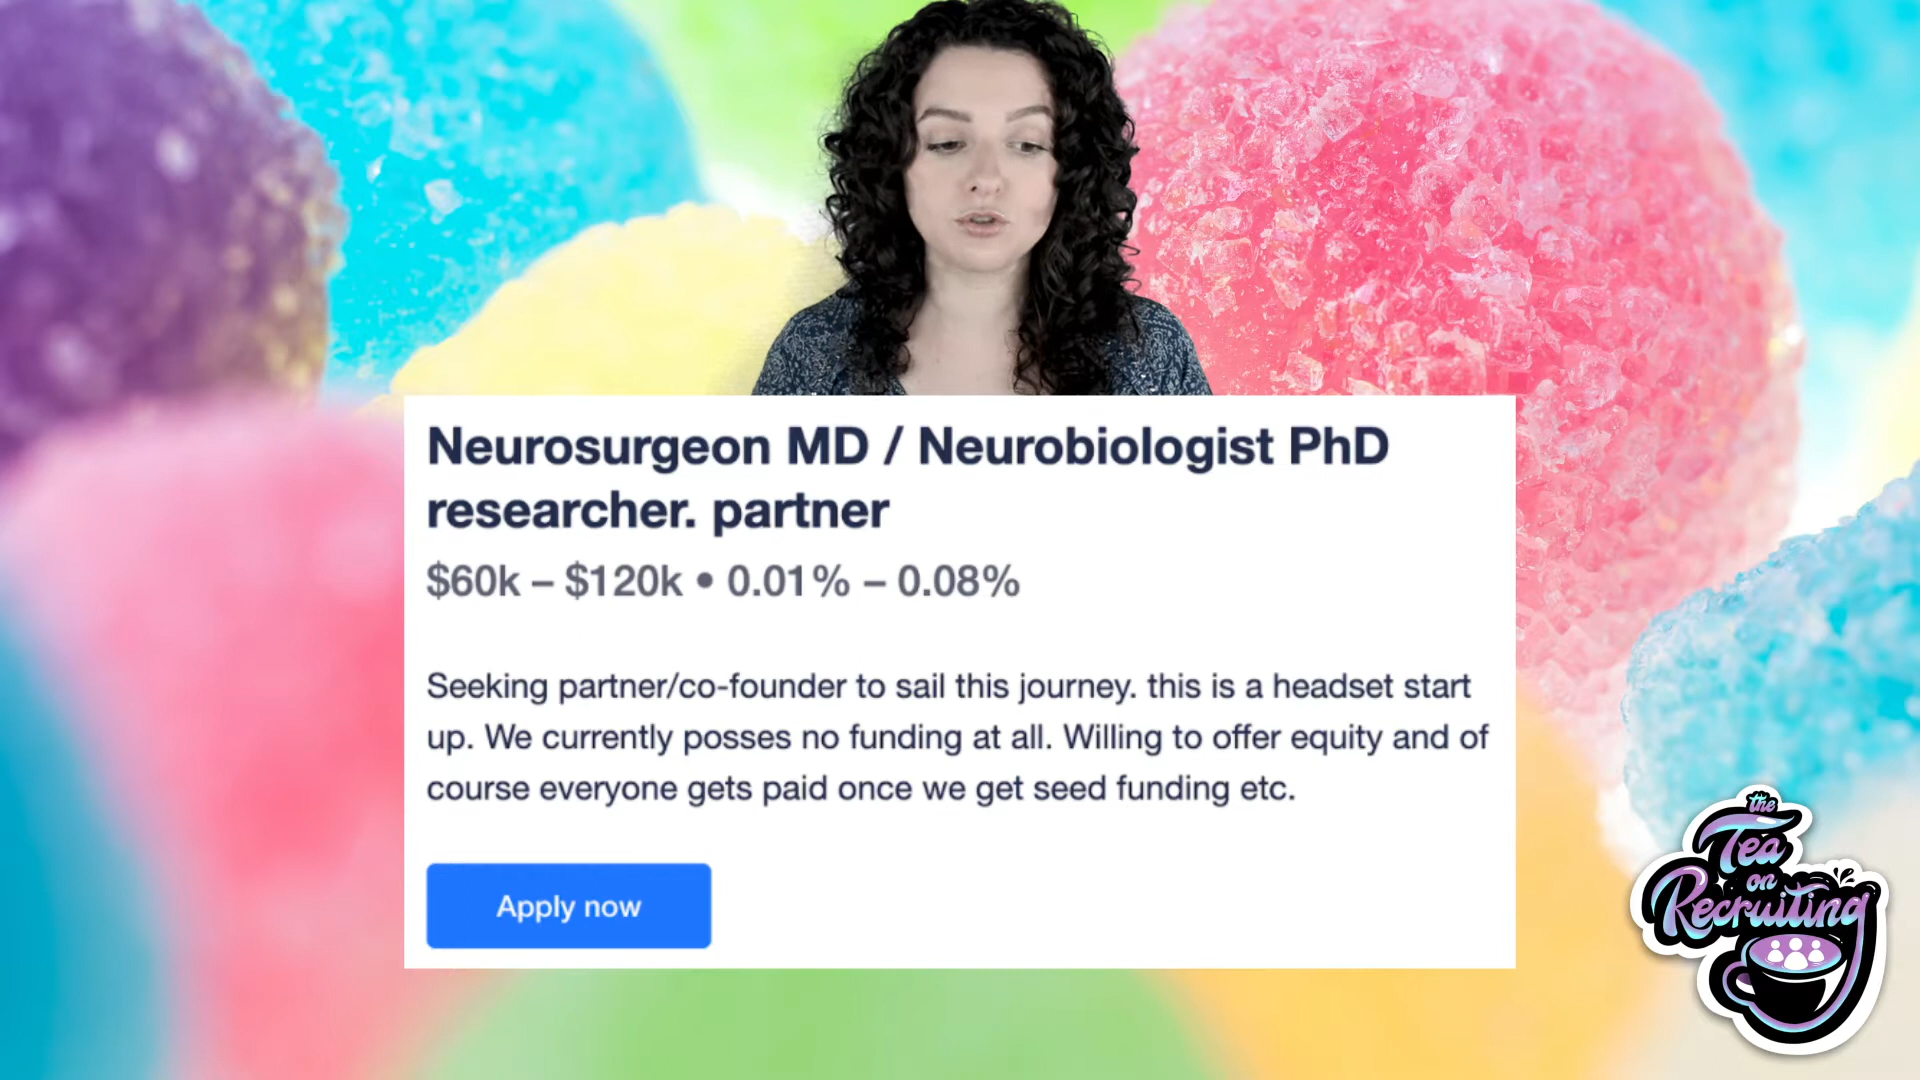 Neurosurgeon MD / Neurobiologist PhD
researcher. partner
$60k – $120k • 0.01% – 0.08%
Seeking partner/co-founder to sail this journey. this is a headset start
up. We currently posses no funding at all. Willing to offer equity and of
course everyone gets paid once we get seed funding etc.
Apply now
the
Tea
on
Recruiting